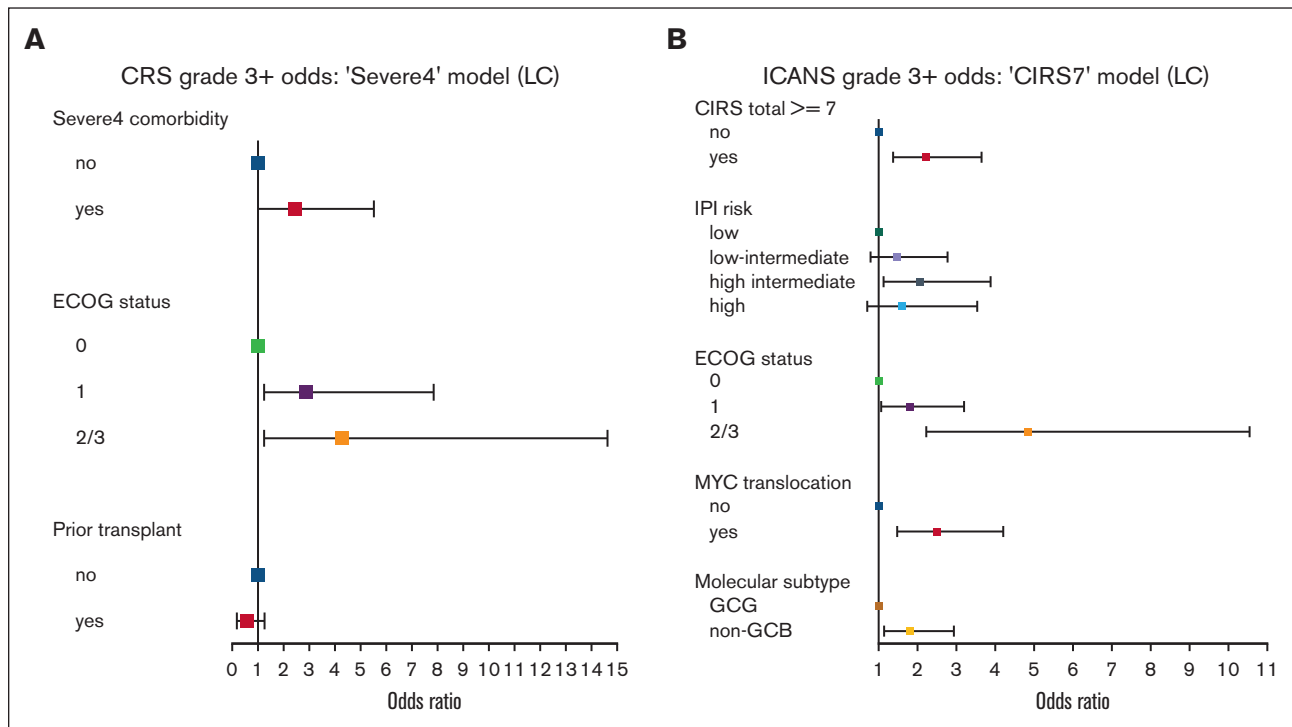 A
CRS grade 3+ odds: 'Severe4' model (LC)
Severe4 comorbidity
no
yes
ECOG status
0
1
2/3
Prior transplant
no
yes
0 1 2 3 4 5 6 7 8 9 10 11 12 13 14 15
Odds ratio
B
ICANS grade 3+ odds: 'CIRS7' model (LC)
CIRS total >= 7
no
yes
IPI risk
low
low-intermediate
high intermediate
high
ECOG status
0
1
2/3
MYC translocation
no
yes
Molecular subtype
GCG
non-GCB
1 2 3 4 5 6 7 8 9 10 11
Odds ratio